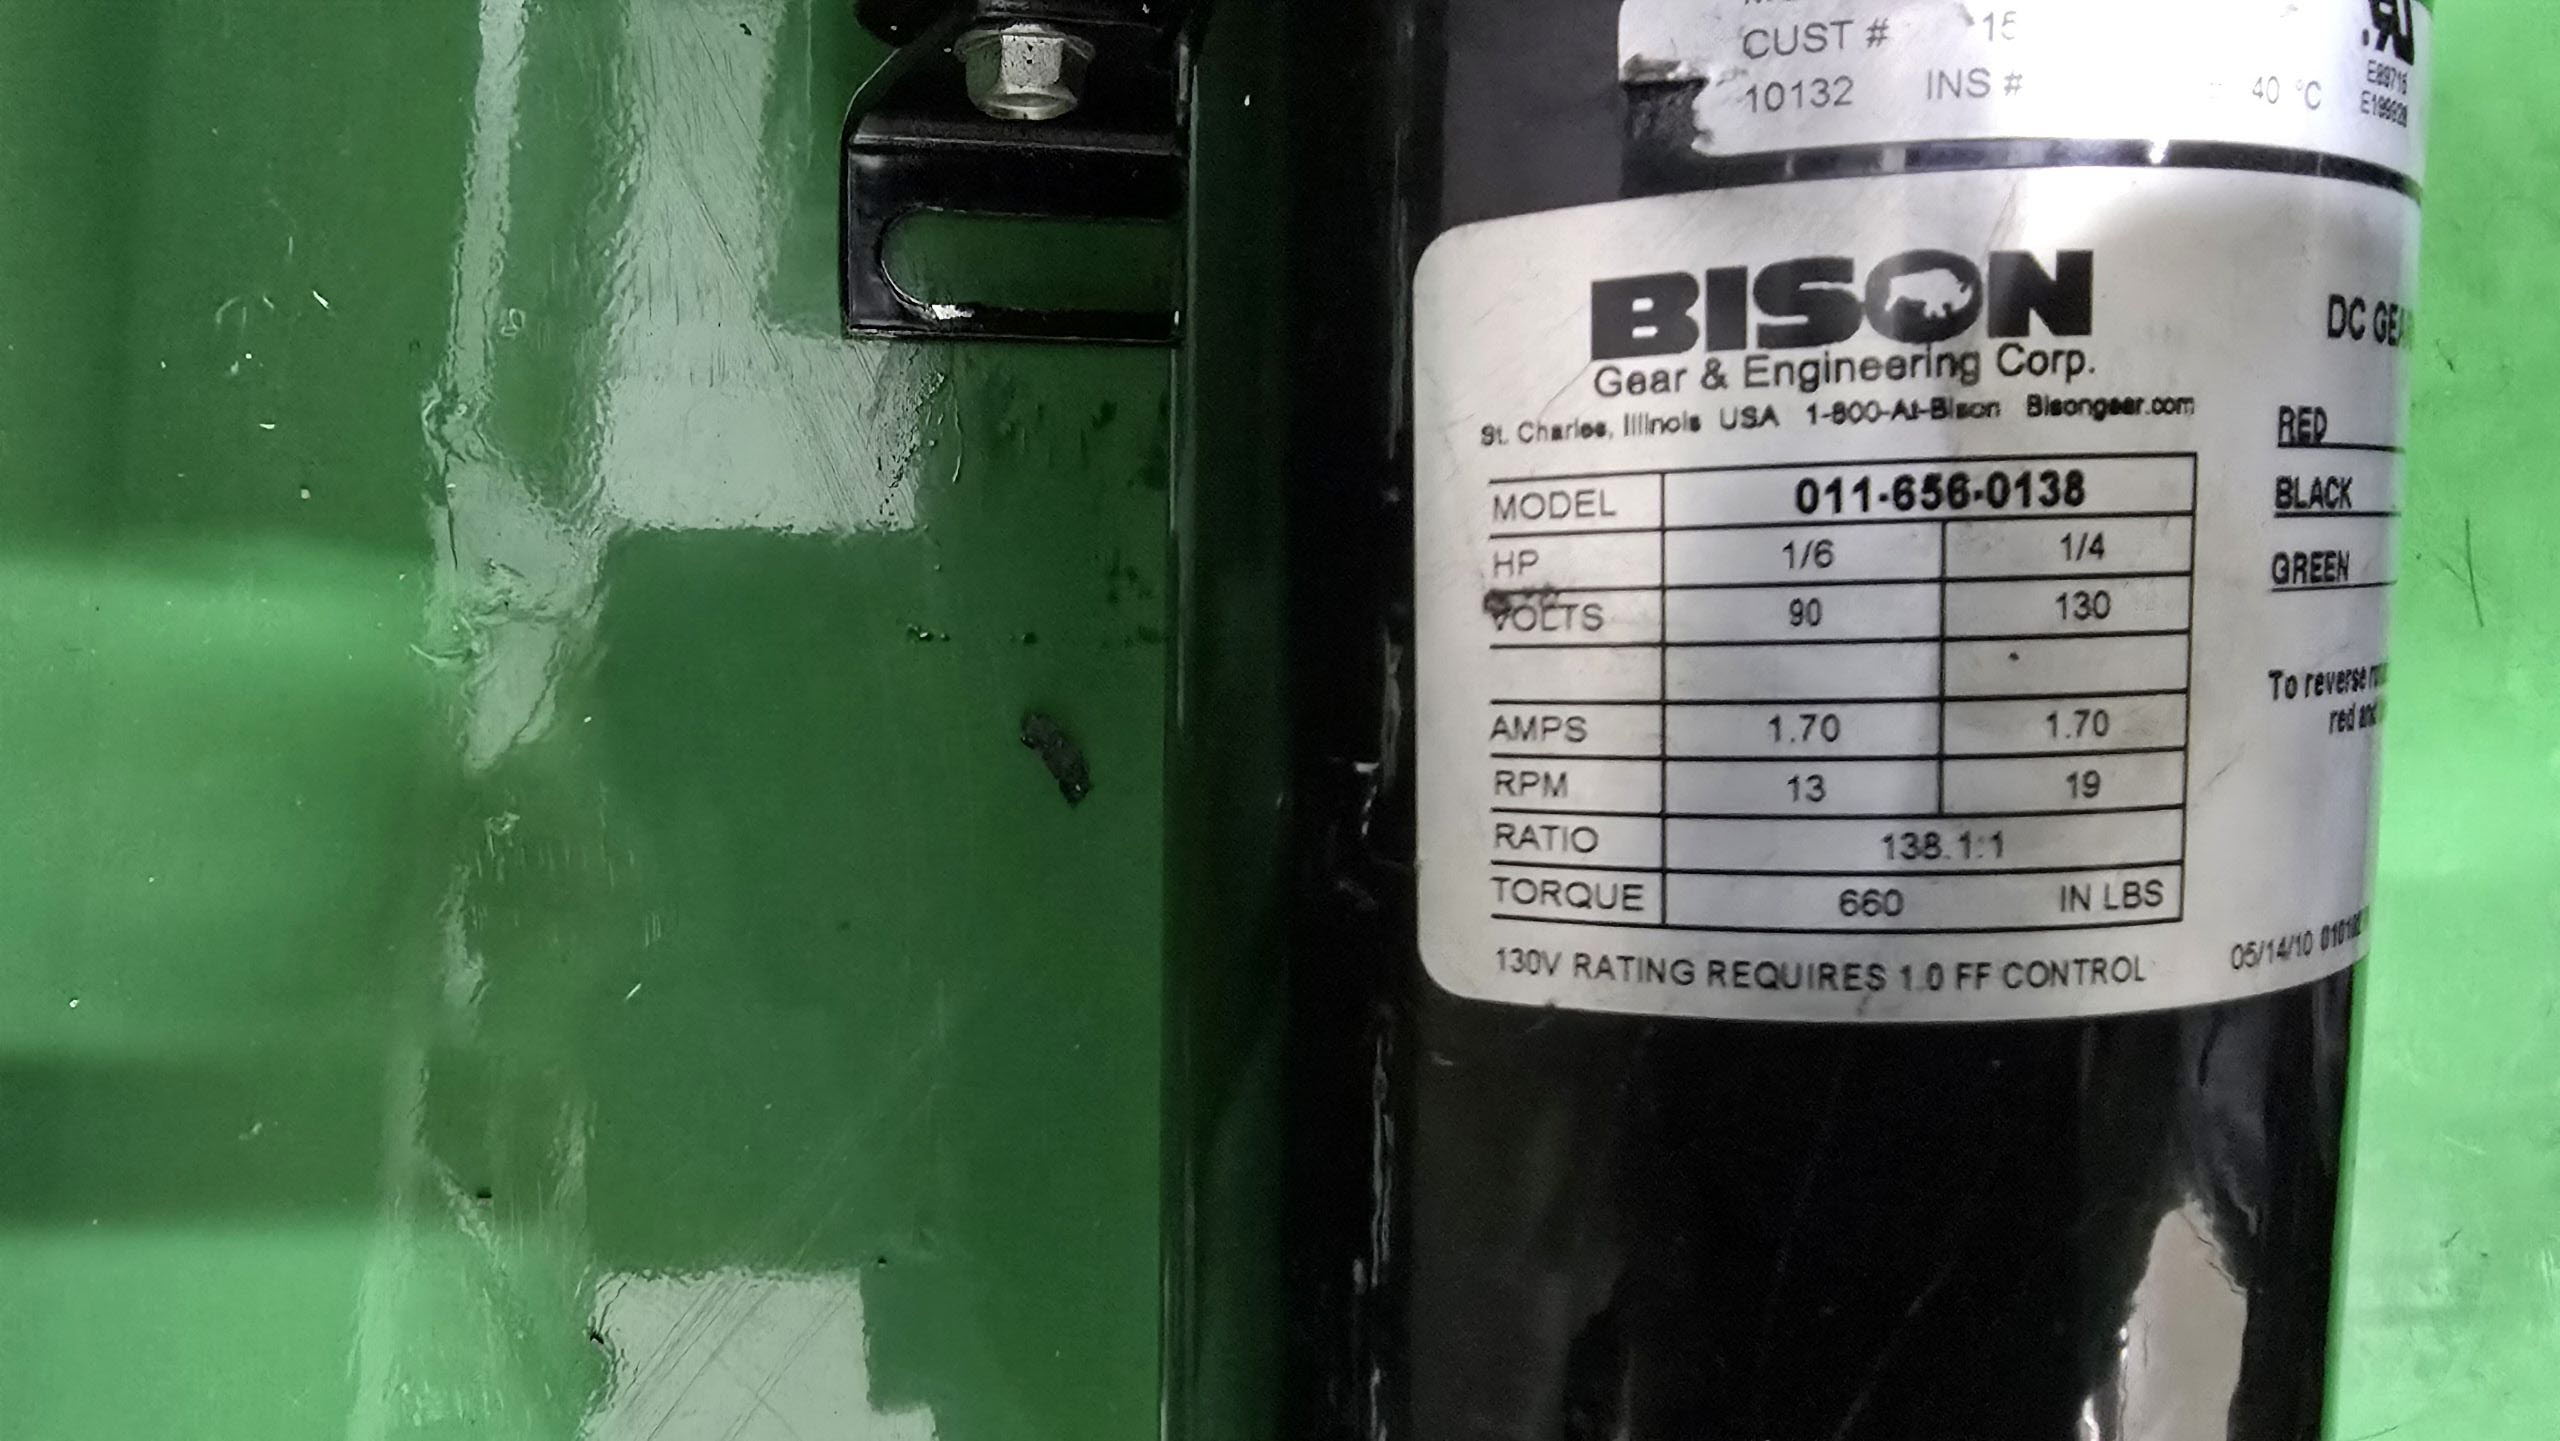 CUST # 15
10132 INS # 40 °C
E89716
BISON
Gear & Engineering Corp.
St. Charles, Illinois USA 1-800-At-Bison Bisongear.com
MODEL 011-656-0138
HP 1/6 1/4
VOLTS 90 130
AMPS 1.70 1.70
RPM 13 19
RATIO 138.1:1
TORQUE 660 IN LBS
130V RATING REQUIRES 1.0 FF CONTROL
DC
RED
BLACK
GREEN
To reverse
red and
05/14/10